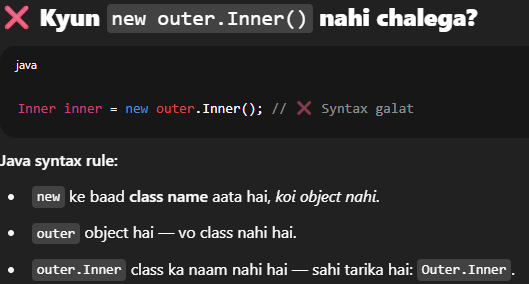 ❌ Kyun new outer.Inner() nahi chalega?
java
Inner inner = new outer.Inner(); // ❌ Syntax galat
Java syntax rule:
• new ke baad class name aata hai, koi object nahi.
• outer object hai — vo class nahi hai.
• outer.Inner class ka naam nahi hai — sahi tarika hai: Outer.Inner.